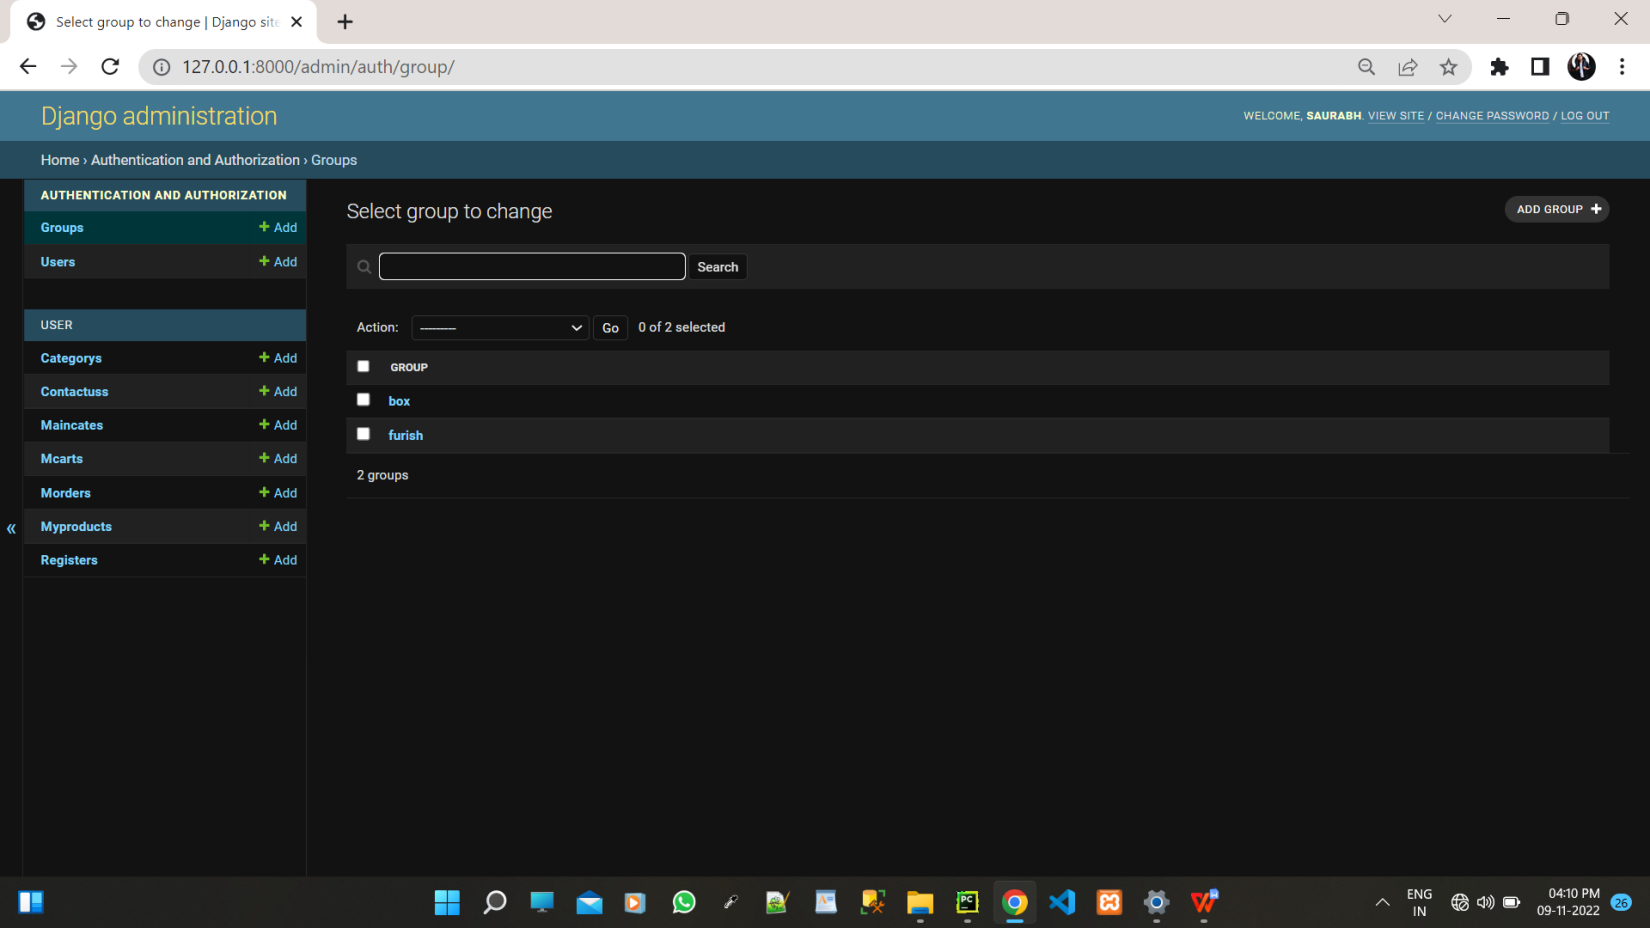 Select group to change | Django site
127.0.0.1:8000/admin/auth/group/
Django administration
WELCOME, SAURABH. VIEW SITE / CHANGE PASSWORD / LOG OUT
Home › Authentication and Authorization › Groups
AUTHENTICATION AND AUTHORIZATION
Groups + Add
Users + Add
USER
Categorys + Add
Contactuss + Add
Maincates + Add
Mcarts + Add
Morders + Add
Myproducts + Add
Registers + Add
«
Select group to change
ADD GROUP +
Search
Action: --------- Go 0 of 2 selected
GROUP
box
furish
2 groups
PC
ENG
IN
04:10 PM
09-11-2022
26